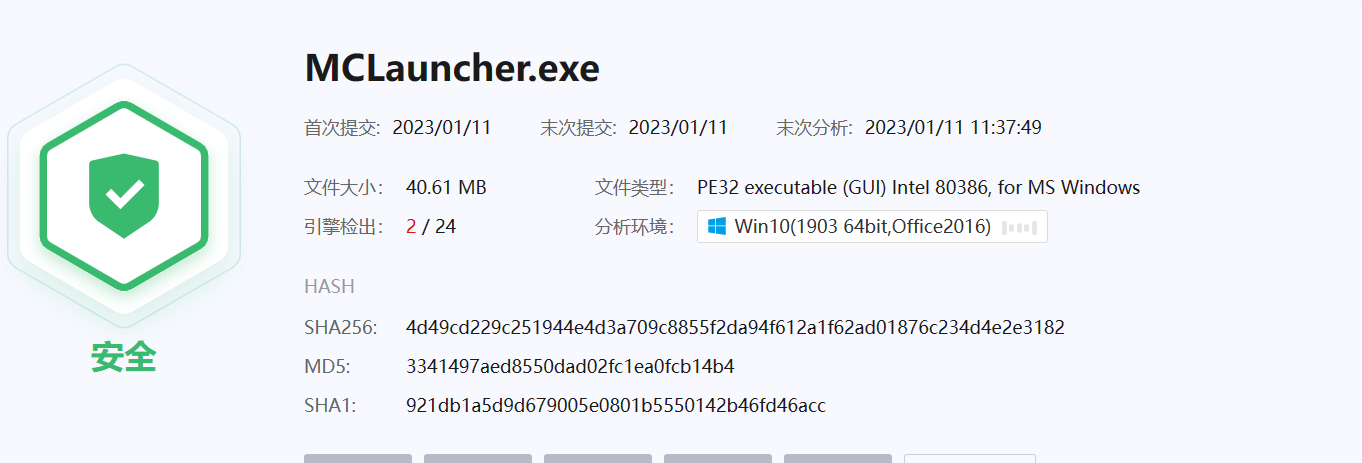 MCLauncher.exe
首次提交: 2023/01/11 末次提交: 2023/01/11 末次分析: 2023/01/11 11:37:49
文件大小: 40.61 MB 文件类型: PE32 executable (GUI) Intel 80386, for MS Windows
引擎检出: 2 / 24 分析环境: Win10(1903 64bit,Office2016)
HASH
SHA256: 4d49cd229c251944e4d3a709c8855f2da94f612a1f62ad01876c234d4e2e3182
安全
MD5: 3341497aed8550dad02fc1ea0fcb14b4
SHA1: 921db1a5d9d679005e0801b5550142b46fd46acc